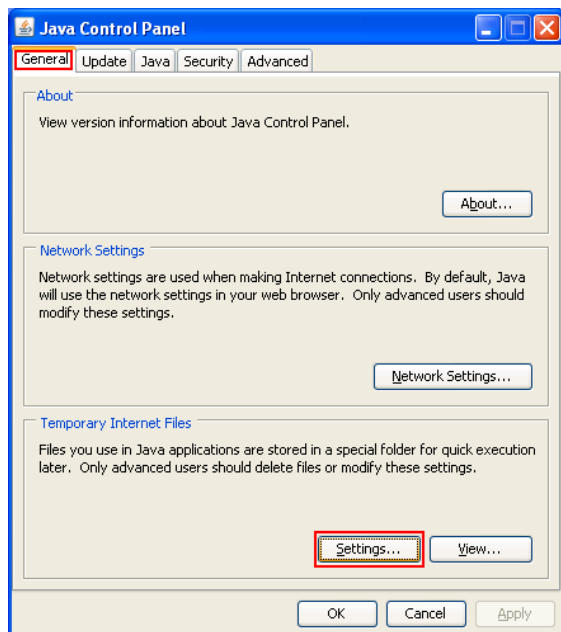 Java Control Panel
General Update Java Security Advanced
About
View version information about Java Control Panel.
About...
Network Settings
Network settings are used when making Internet connections. By default, Java
will use the network settings in your web browser. Only advanced users should
modify these settings.
Network Settings...
Temporary Internet Files
Files you use in Java applications are stored in a special folder for quick execution
later. Only advanced users should delete files or modify these settings.
Settings... View...
OK Cancel Apply